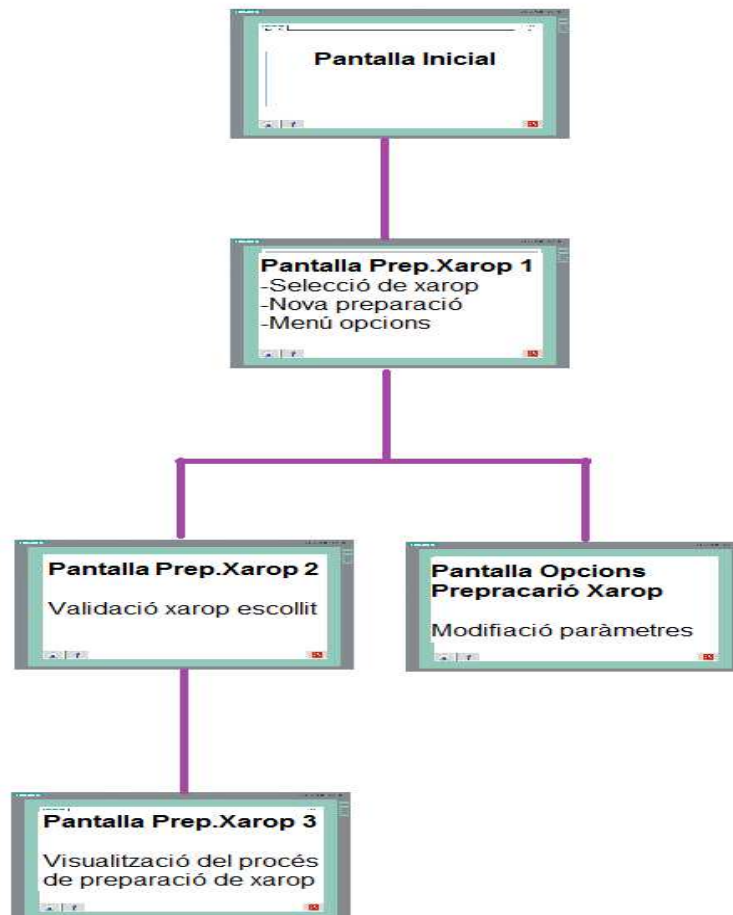 Pantalla Inicial
Pantalla Prep.Xarop 1
-Selecció de xarop
-Nova preparació
-Menú opcions
Pantalla Prep.Xarop 2
Validació xarop escollit
Pantalla Opcions
Prepracarió Xarop
Modifiació paràmetres
Pantalla Prep.Xarop 3
Visualització del procés
de preparació de xarop